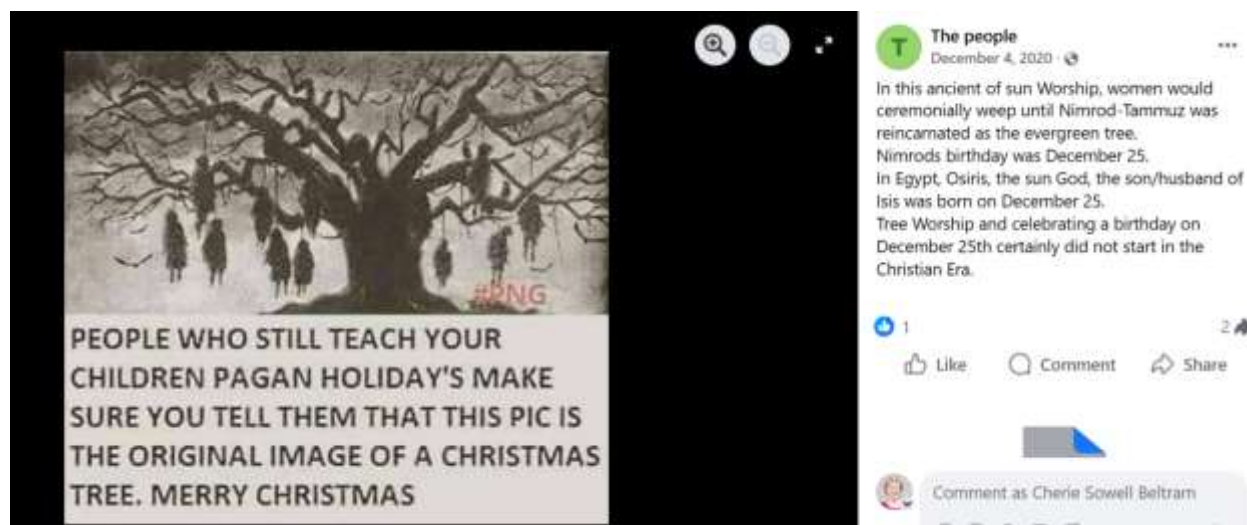 #PNG
PEOPLE WHO STILL TEACH YOUR
CHILDREN PAGAN HOLIDAY'S MAKE
SURE YOU TELL THEM THAT THIS PIC IS
THE ORIGINAL IMAGE OF A CHRISTMAS
TREE. MERRY CHRISTMAS
T
The people
December 4, 2020
In this ancient of sun Worship, women would
ceremonially weep until Nimrod-Tammuz was
reincarnated as the evergreen tree.
Nimrods birthday was December 25.
In Egypt, Osiris, the sun God, the son/husband of
Isis was born on December 25.
Tree Worship and celebrating a birthday on
December 25th certainly did not start in the
Christian Era.
1
2
Like Comment Share
Comment as Cherie Sowell Beltram